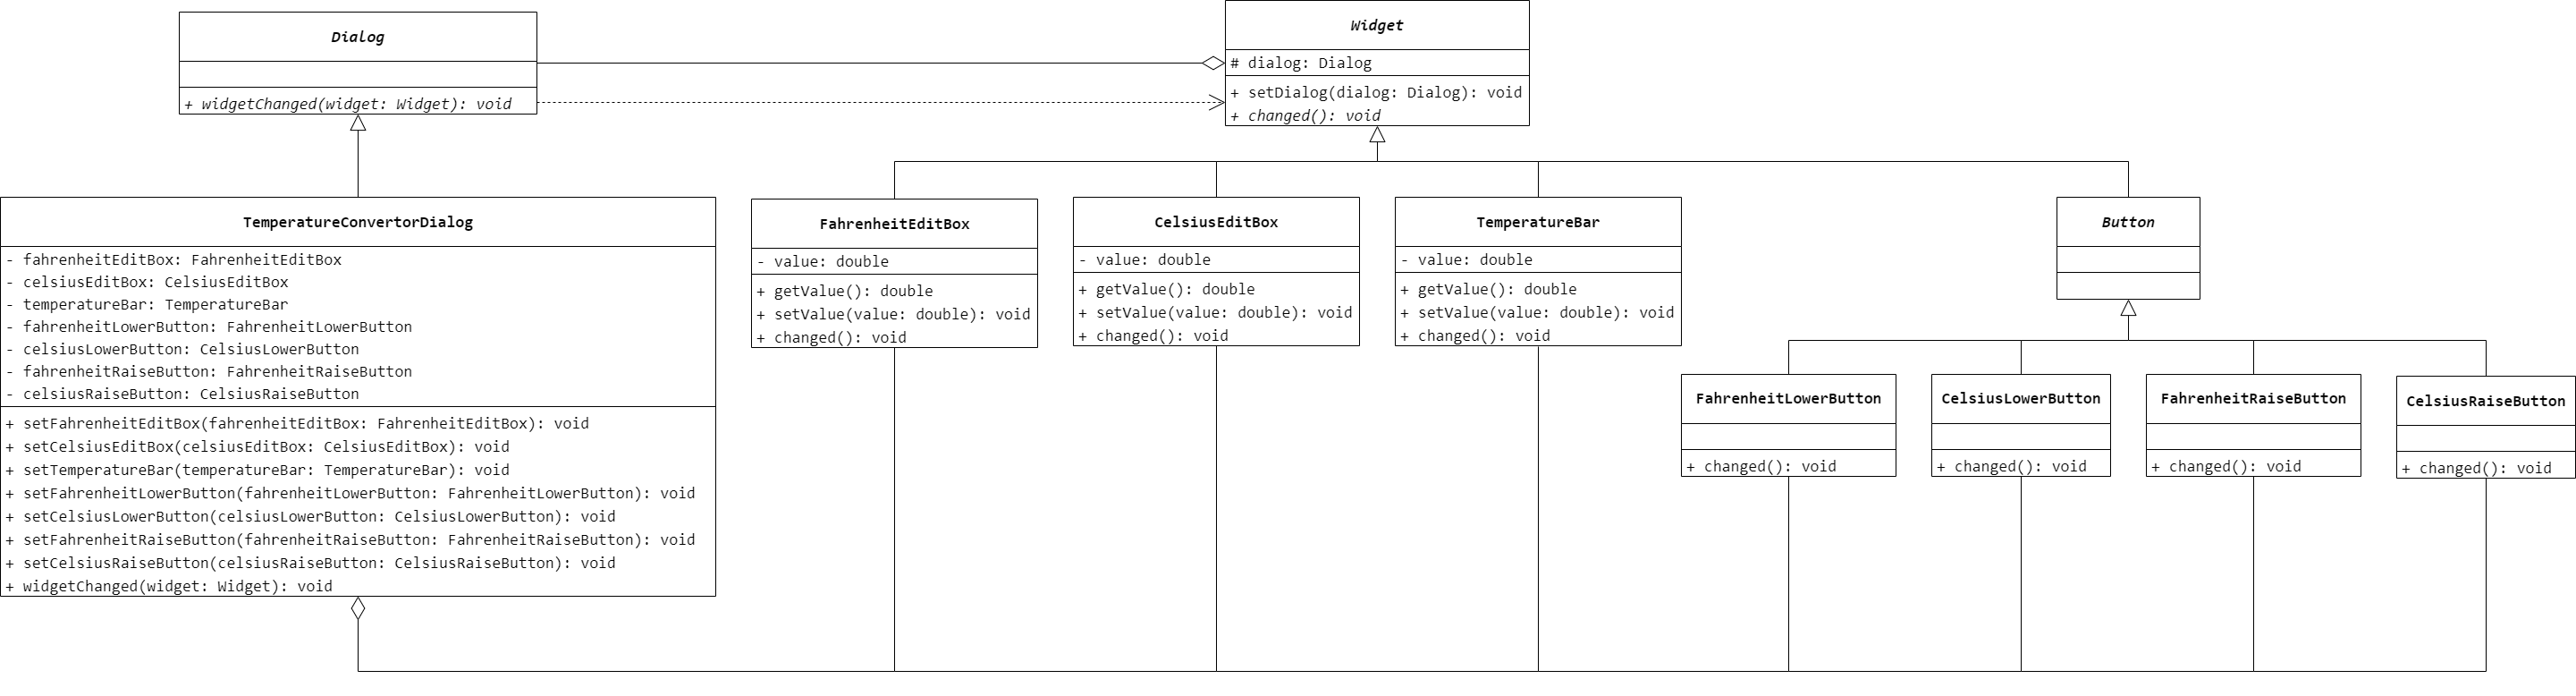 Dialog
+ widgetChanged(widget: Widget): void
Widget
# dialog: Dialog
+ setDialog(dialog: Dialog): void
+ changed(): void
TemperatureConvertorDialog
- fahrenheitEditBox: FahrenheitEditBox
- celsiusEditBox: CelsiusEditBox
- temperatureBar: TemperatureBar
- fahrenheitLowerButton: FahrenheitLowerButton
- celsiusLowerButton: CelsiusLowerButton
- fahrenheitRaiseButton: FahrenheitRaiseButton
- celsiusRaiseButton: CelsiusRaiseButton
+ setFahrenheitEditBox(fahrenheitEditBox: FahrenheitEditBox): void
+ setCelsiusEditBox(celsiusEditBox: CelsiusEditBox): void
+ setTemperatureBar(temperatureBar: TemperatureBar): void
+ setFahrenheitLowerButton(fahrenheitLowerButton: FahrenheitLowerButton): void
+ setCelsiusLowerButton(celsiusLowerButton: CelsiusLowerButton): void
+ setFahrenheitRaiseButton(fahrenheitRaiseButton: FahrenheitRaiseButton): void
+ setCelsiusRaiseButton(celsiusRaiseButton: CelsiusRaiseButton): void
+ widgetChanged(widget: Widget): void
FahrenheitEditBox
- value: double
+ getValue(): double
+ setValue(value: double): void
+ changed(): void
CelsiusEditBox
- value: double
+ getValue(): double
+ setValue(value: double): void
+ changed(): void
TemperatureBar
- value: double
+ getValue(): double
+ setValue(value: double): void
+ changed(): void
Button
FahrenheitLowerButton
+ changed(): void
CelsiusLowerButton
+ changed(): void
FahrenheitRaiseButton
+ changed(): void
CelsiusRaiseButton
+ changed(): void